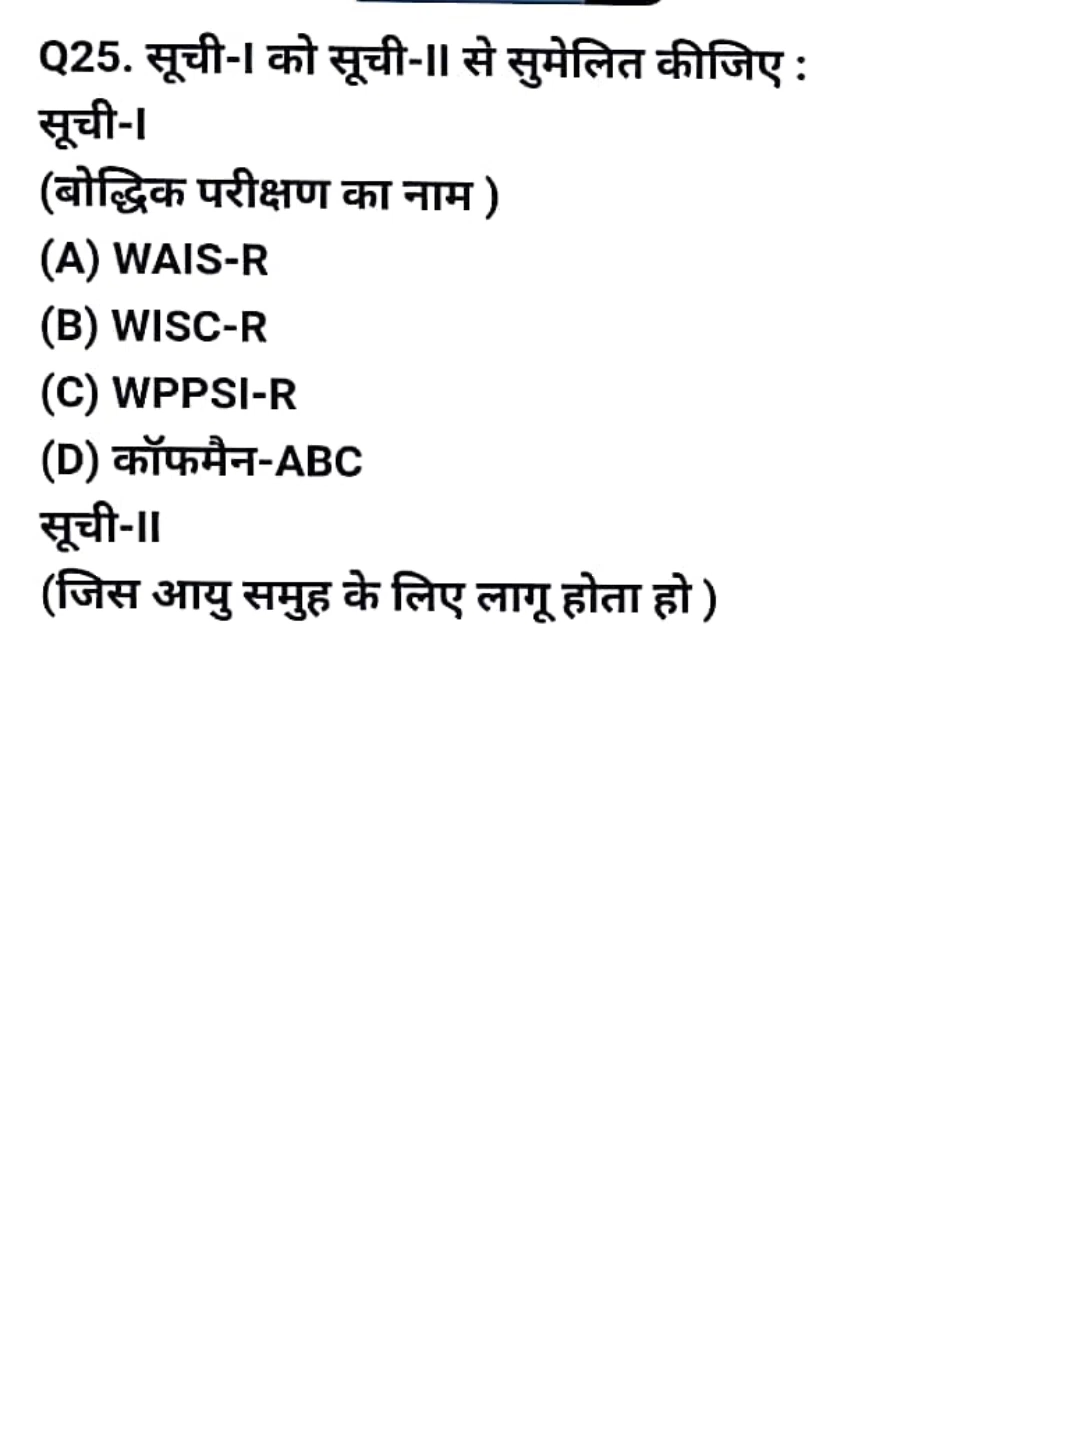 Q25. सूची-I को सूची-II से सुमेलित कीजिए :
सूची-I
(बोद्धिक परीक्षण का नाम )
(A) WAIS-R
(B) WISC-R
(C) WPPSI-R
(D) कॉफमैन-ABC
सूची-II
(जिस आयु समुह के लिए लागू होता हो )